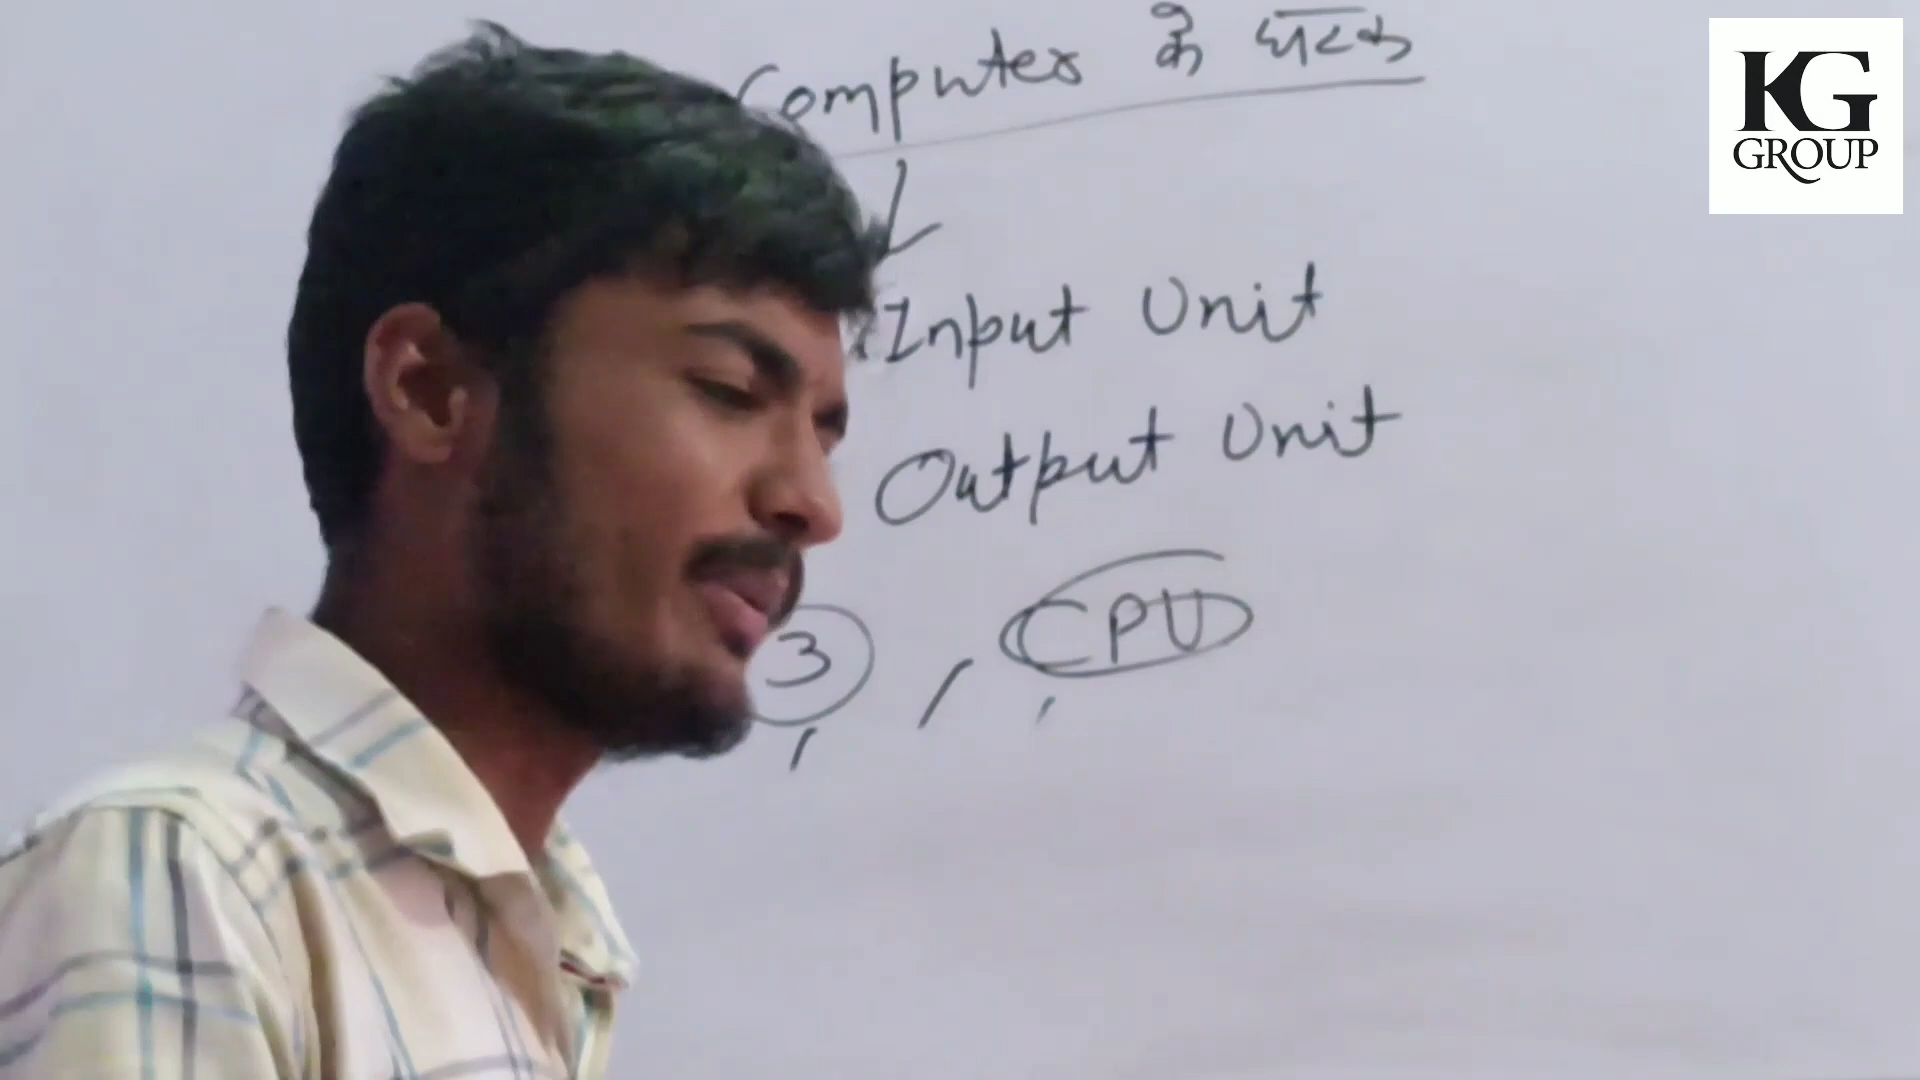 Computer के घटक
Input Unit
Output Unit
3 , CPU
KG
GROUP